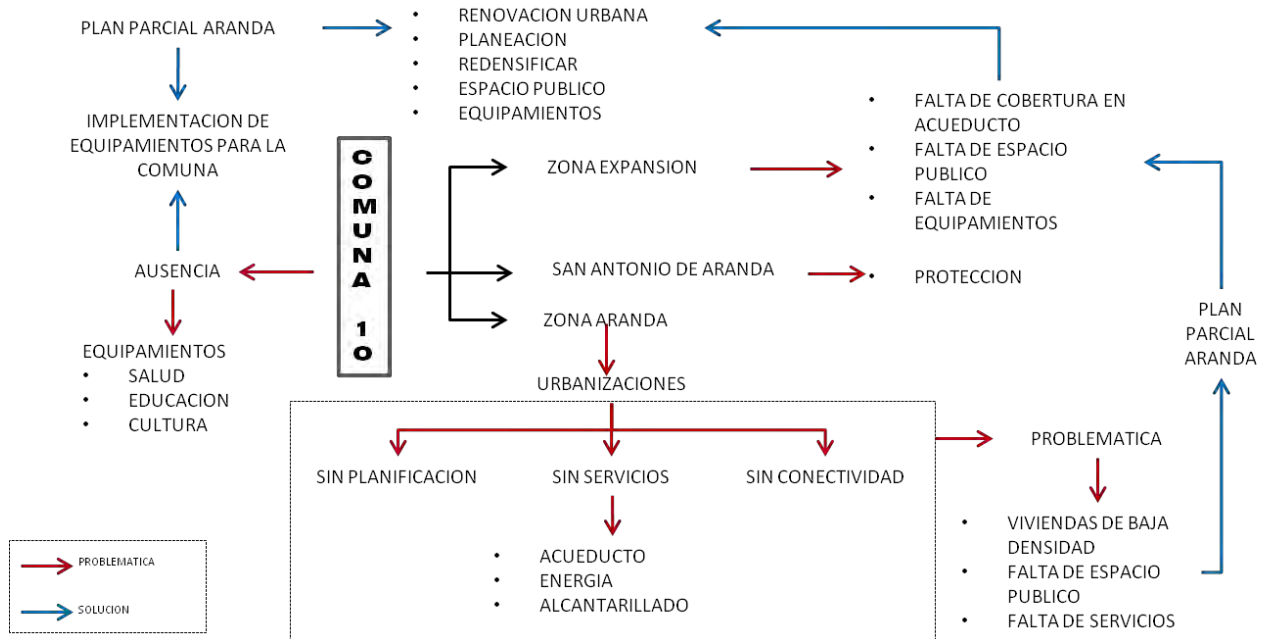 PLAN PARCIAL ARANDA
• RENOVACION URBANA
• PLANEACION
• REDENSIFICAR
• ESPACIO PUBLICO
• EQUIPAMIENTOS
IMPLEMENTACION DE
EQUIPAMIENTOS PARA LA
COMUNA
COMUNA 10
ZONA EXPANSION
• FALTA DE COBERTURA EN
ACUEDUCTO
• FALTA DE ESPACIO
PUBLICO
• FALTA DE
EQUIPAMIENTOS
AUSENCIA
SAN ANTONIO DE ARANDA
• PROTECCION
ZONA ARANDA
PLAN
PARCIAL
ARANDA
EQUIPAMIENTOS
• SALUD
• EDUCACION
• CULTURA
URBANIZACIONES
SIN PLANIFICACION
SIN SERVICIOS
SIN CONECTIVIDAD
PROBLEMATICA
• ACUEDUCTO
• ENERGIA
• ALCANTARILLADO
• VIVIENDAS DE BAJA
DENSIDAD
• FALTA DE ESPACIO
PUBLICO
• FALTA DE SERVICIOS
PROBLEMATICA
SOLUCION